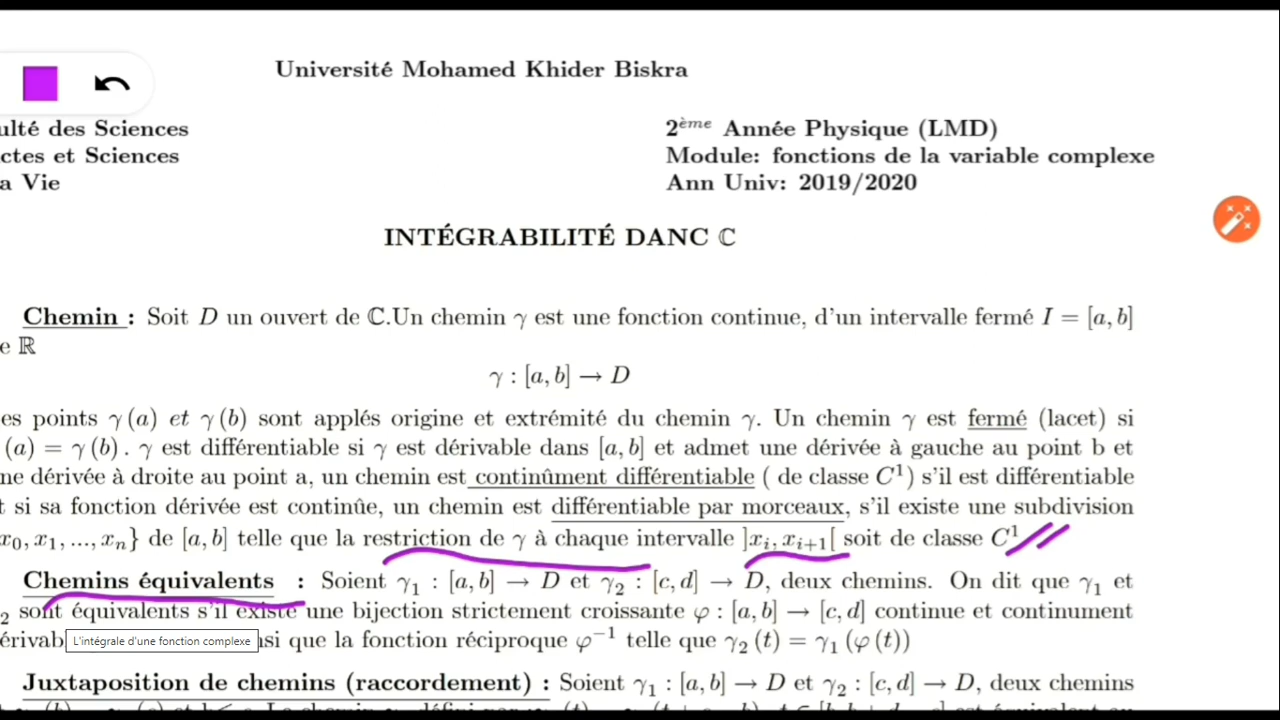 Université Mohamed Khider Biskra
ulté des Sciences
2ème Année Physique (LMD)
ctes et Sciences
Module: fonctions de la variable complexe
a Vie
Ann Univ: 2019/2020
INTÉGRABILITÉ DANC ℂ
Chemin : Soit D un ouvert de ℂ.Un chemin γ est une fonction continue, d'un intervalle fermé I = [a, b]
e ℝ
γ : [a, b] → D
es points γ (a) et γ (b) sont applés origine et extrémité du chemin γ. Un chemin γ est fermé (lacet) si
(a) = γ (b) . γ est différentiable si γ est dérivable dans [a, b] et admet une dérivée à gauche au point b et
ne dérivée à droite au point a, un chemin est continûment différentiable ( de classe C¹) s'il est différentiable
t si sa fonction dérivée est continûe, un chemin est différentiable par morceaux, s'il existe une subdivision
x₀, x₁, ..., xₙ} de [a, b] telle que la restriction de γ à chaque intervalle ]xᵢ, xᵢ₊₁[ soit de classe C¹
Chemins équivalents : Soient γ₁ : [a, b] → D et γ₂ : [c, d] → D, deux chemins. On dit que γ₁ et
₂ sont équivalents s'il existe une bijection strictement croissante φ : [a, b] → [c, d] continue et continument
érivab
L'intégrale d'une fonction complexe
nsi que la fonction réciproque φ⁻¹ telle que γ₂ (t) = γ₁ (φ (t))
Juxtaposition de chemins (raccordement) : Soient γ₁ : [a, b] → D et γ₂ : [c, d] → D, deux chemins